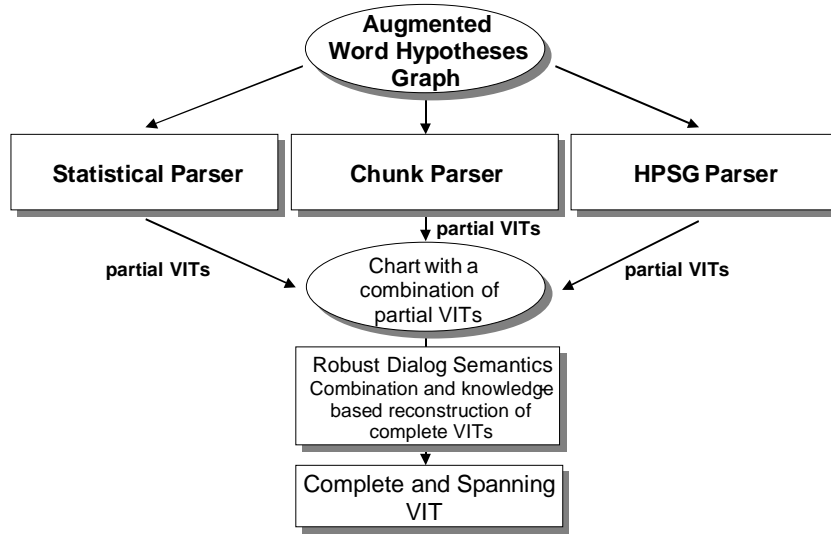 Augmented
Word Hypotheses
Graph
Statistical Parser
Chunk Parser
HPSG Parser
partial VITs
partial VITs
partial VITs
Chart with a
combination of
partial VITs
Robust Dialog Semantics
Combination and knowledge-
based reconstruction of
complete VITs
Complete and Spanning
VIT